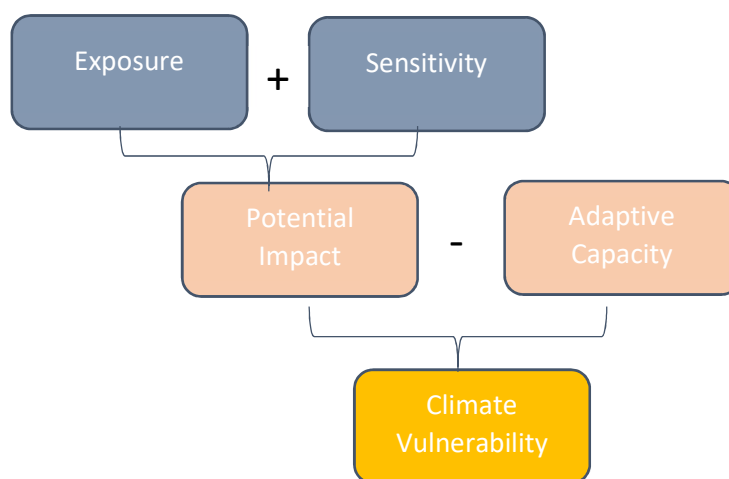 Exposure
+
Sensitivity
Potential
Impact
-
Adaptive
Capacity
Climate
Vulnerability